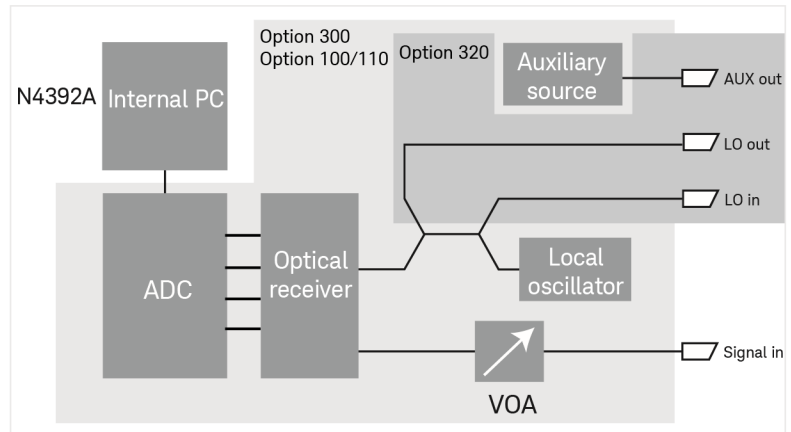 Option 300
Option 100/110
Option 320
Auxiliary
source
AUX out
N4392A
Internal PC
LO out
LO in
ADC
Optical
receiver
Local
oscillator
Signal in
VOA